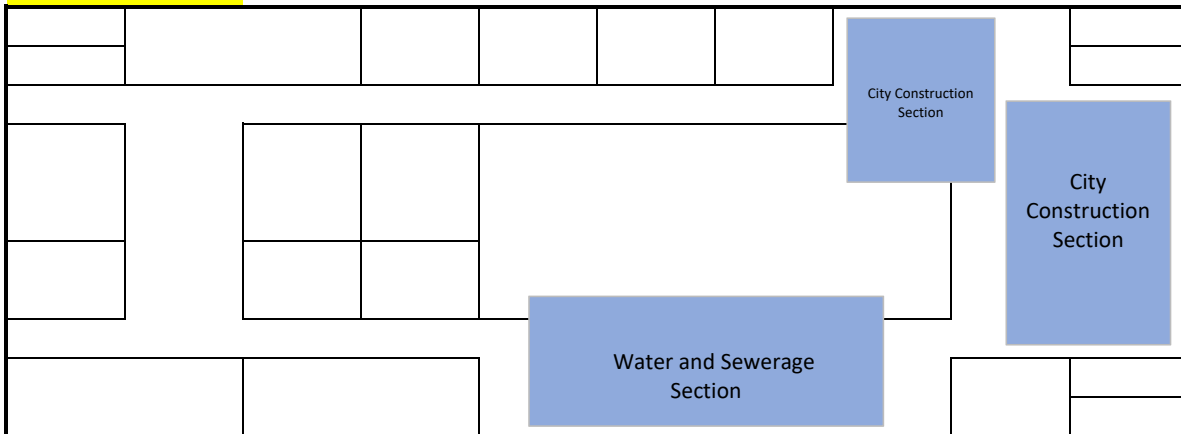 City Construction
Section
City
Construction
Section
Water and Sewerage
Section